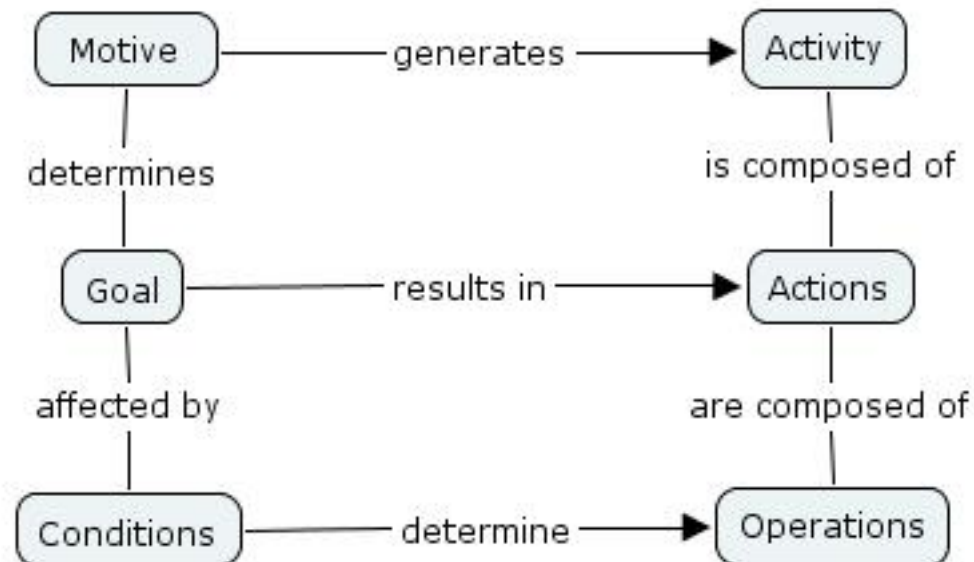 Motive generates Activity
determines is composed of
Goal results in Actions
affected by are composed of
Conditions determine Operations